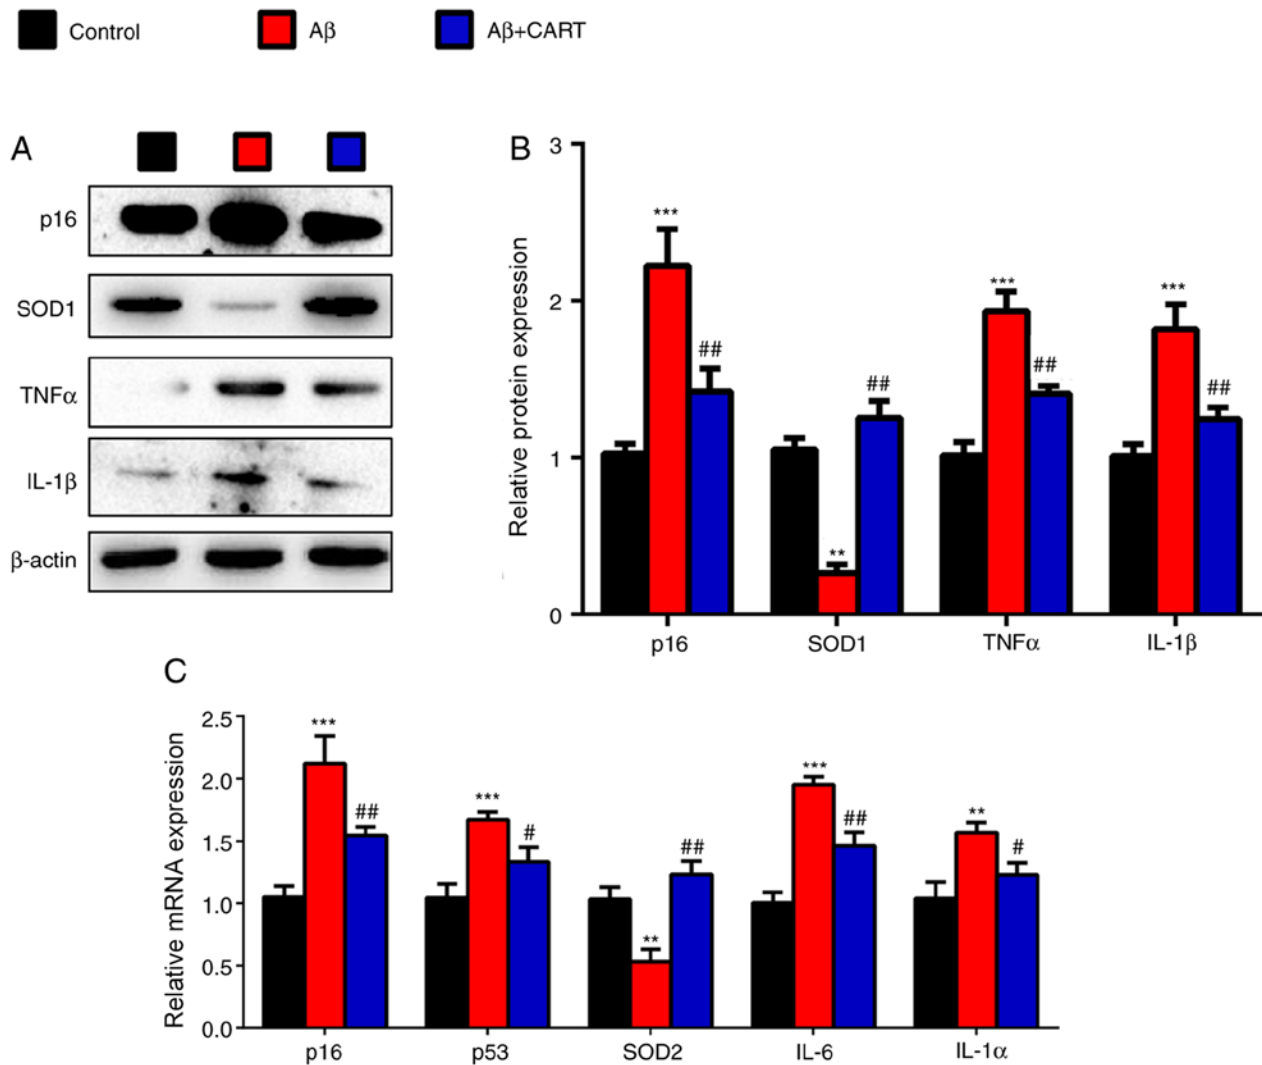 Control Aβ Aβ+CART
A
p16
SOD1
TNFα
IL-1β
β-actin
B
Relative protein expression
3
2
1
0
***
##
**
##
***
##
***
##
p16 SOD1 TNFα IL-1β
C
Relative mRNA expression
2.5
2.0
1.5
1.0
0.5
0.0
***
##
***
#
**
##
***
##
**
#
p16 p53 SOD2 IL-6 IL-1α